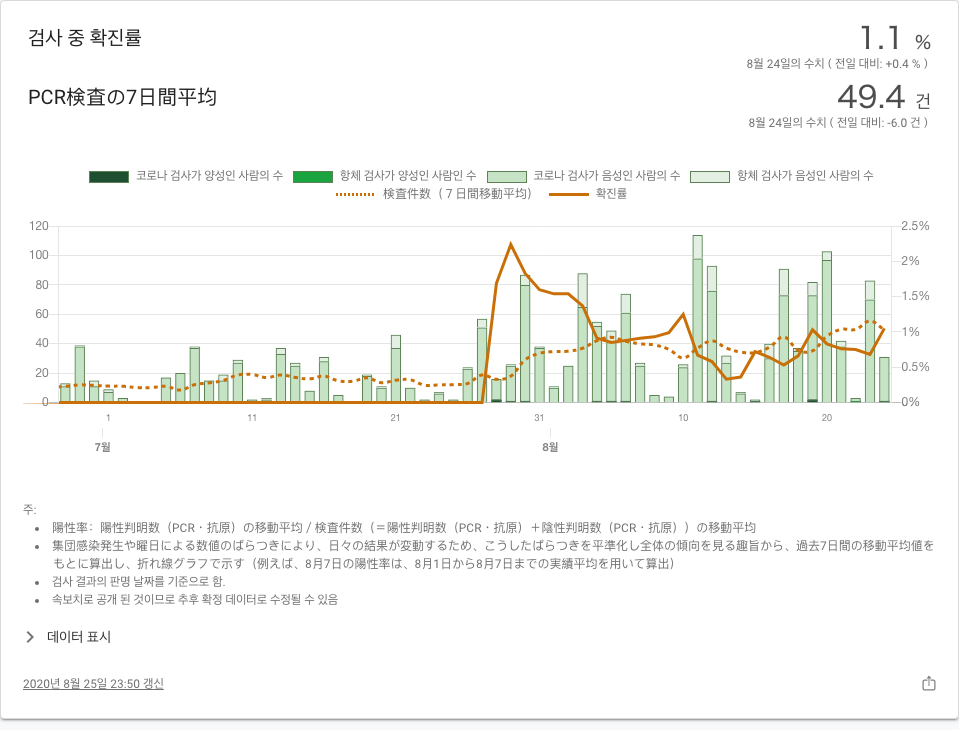 검사 중 확진률
1.1 %
8월 24일의 수치 ( 전일 대비: +0.4 % )
PCR検査の7日間平均
49.4 건
8월 24일의 수치 ( 전일 대비: -6.0 건 )
코로나 검사가 양성인 사람의 수 항체 검사가 양성인 사람인 수 코로나 검사가 음성인 사람의 수 항체 검사가 음성인 사람의 수
検査件数（７日間移動平均） 확진률
120 2.5%
100 2%
80 1.5%
60
40 1%
20 0.5%
0 0%
1 11 21 31 10 20
7월 8월
주:
陽性率：陽性判明数（PCR・抗原）の移動平均 / 検査件数（＝陽性判明数（PCR・抗原）＋陰性判明数（PCR・抗原））の移動平均
集団感染発生や曜日による数値のばらつきにより、日々の結果が変動するため、こうしたばらつきを平準化し全体の傾向を見る趣旨から、過去7日間の移動平均値を
もとに算出し、折れ線グラフで示す（例えば、8月7日の陽性率は、8月1日から8月7日までの実績平均を用いて算出）
검사 결과의 판명 날짜를 기준으로 함.
속보치로 공개 된 것이므로 추후 확정 데이터로 수정될 수 있음
데이터 표시
2020년 8월 25일 23:50 갱신